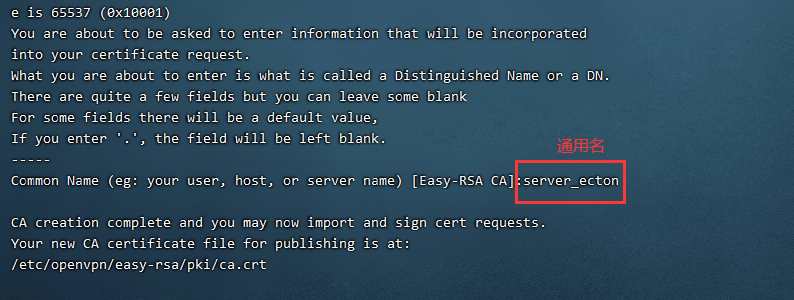 e is 65537 (0x10001)
You are about to be asked to enter information that will be incorporated
into your certificate request.
What you are about to enter is what is called a Distinguished Name or a DN.
There are quite a few fields but you can leave some blank
For some fields there will be a default value,
If you enter '.', the field will be left blank.
-----
通用名
Common Name (eg: your user, host, or server name) [Easy-RSA CA]:server_ecton
CA creation complete and you may now import and sign cert requests.
Your new CA certificate file for publishing is at:
/etc/openvpn/easy-rsa/pki/ca.crt